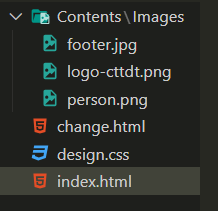 Contents\Images
footer.jpg
logo-cttdt.png
person.png
change.html
design.css
index.html